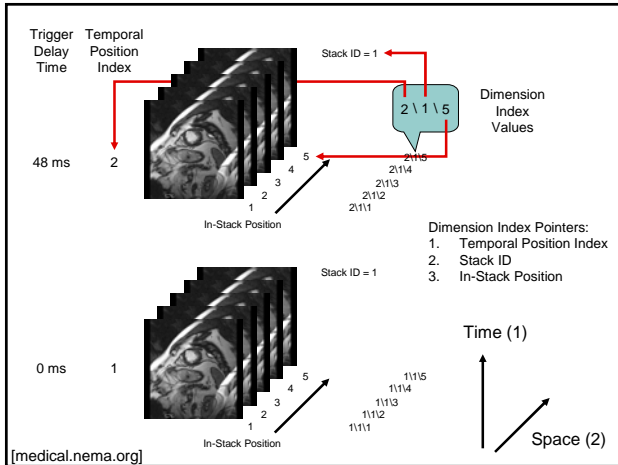 Trigger
Delay
Time
Temporal
Position
Index
Stack ID = 1
2 \ 1 \ 5
Dimension
Index
Values
48 ms
2
5
4
3
2
1
2\1\5
2\1\4
2\1\3
2\1\2
2\1\1
In-Stack Position
Dimension Index Pointers:
1. Temporal Position Index
2. Stack ID
3. In-Stack Position
Stack ID = 1
0 ms
1
5
4
3
2
1
1\1\5
1\1\4
1\1\3
1\1\2
1\1\1
In-Stack Position
Time (1)
Space (2)
[medical.nema.org]